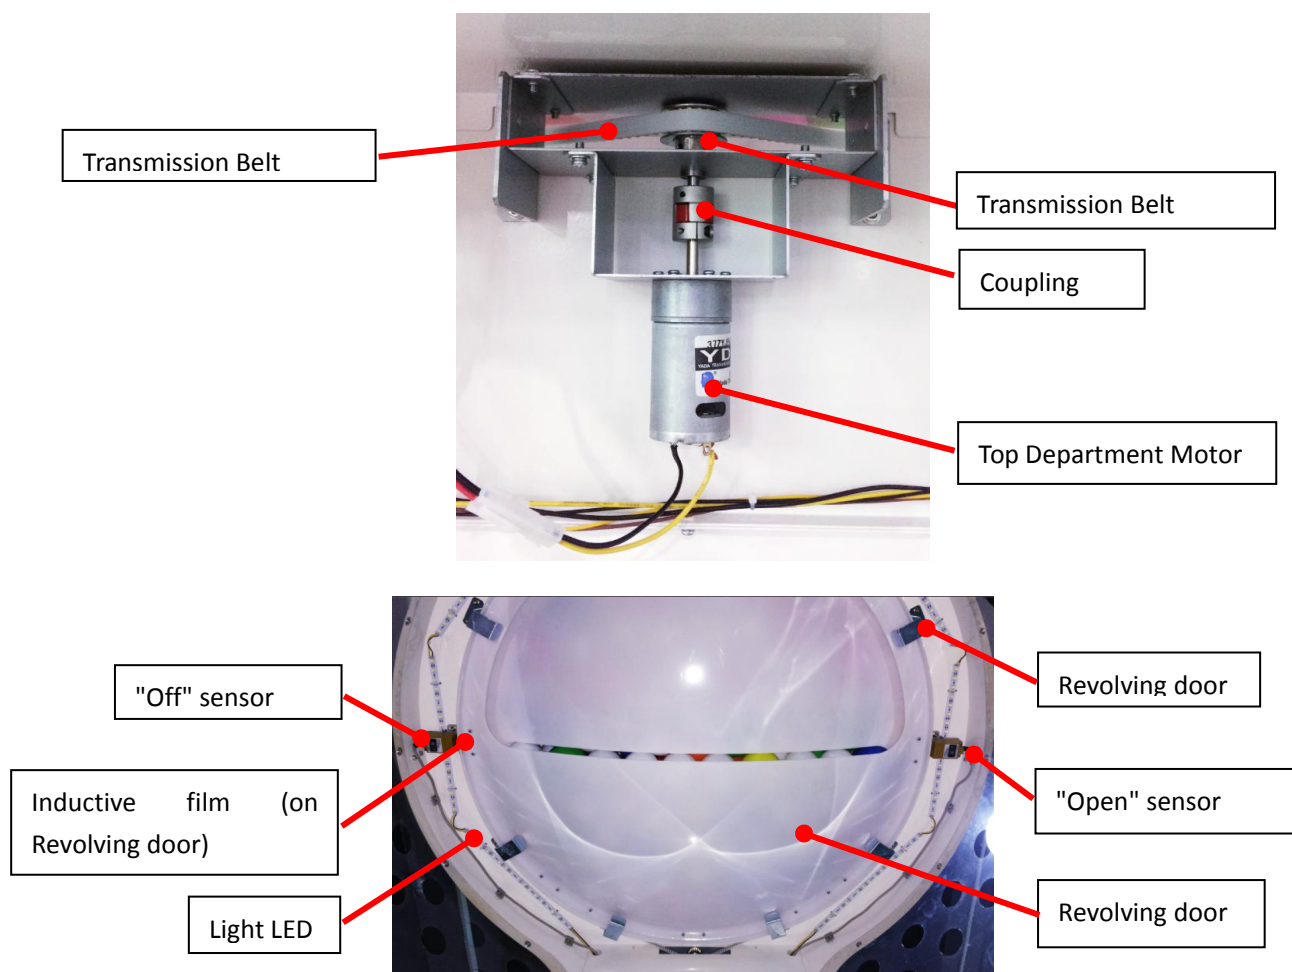 Transmission Belt
Transmission Belt
Coupling
37ZY
Y D
Top Department Motor
"Off" sensor
Revolving door
Inductive film (on
Revolving door)
"Open" sensor
Light LED
Revolving door